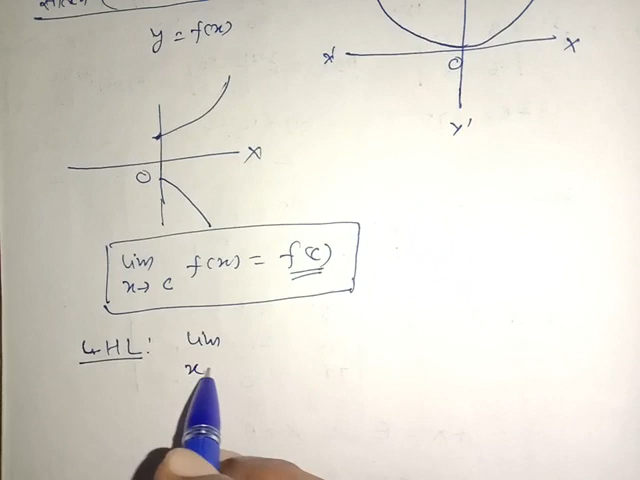 y = f(x)
X' O X
Y'
X
O
lim f(x) = f(c)
x→c
LHL: lim
x